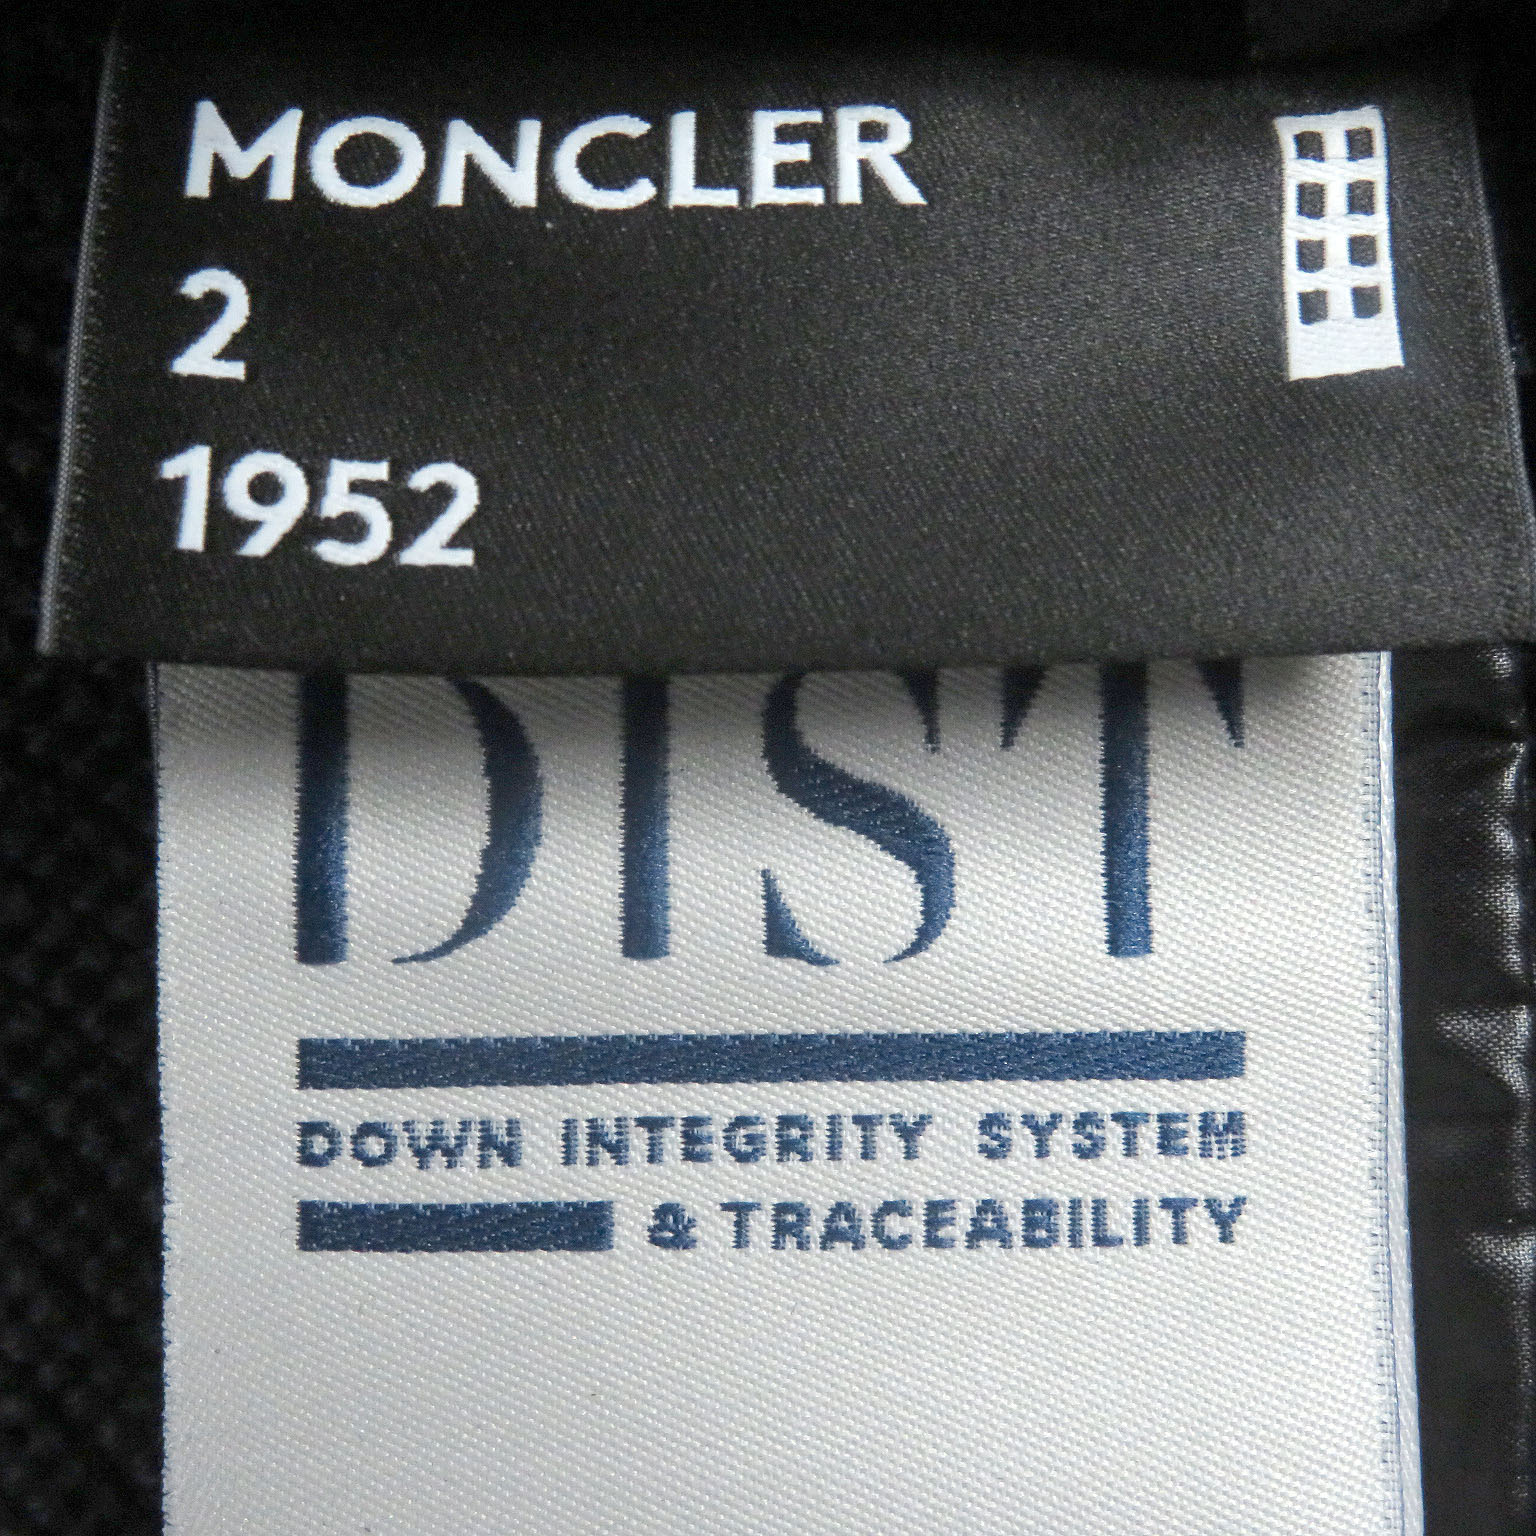 MONCLER
2
1952
DIST
DOWN INTEGRITY SYSTEM
& TRACEABILITY